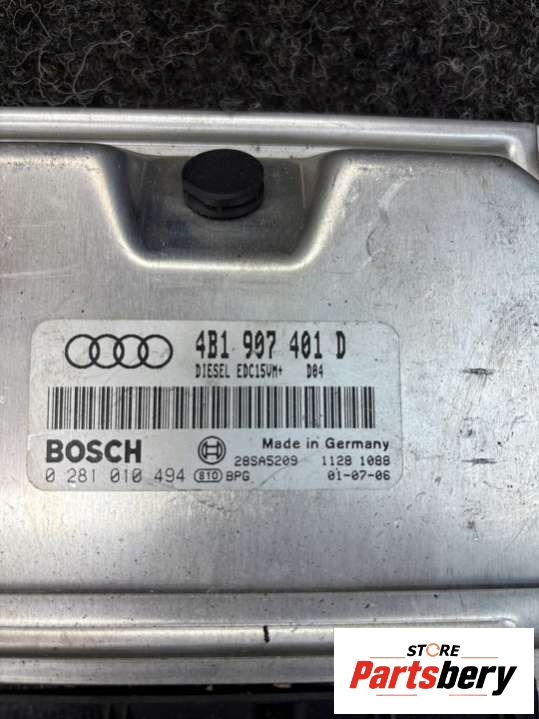 4B1 907 401 D
DIESEL EDC15VM+ D04
BOSCH
Made in Germany
28SA5209 1128 1088
0 281 010 494 810 BPG 01-07-06
STORE
Partsbery